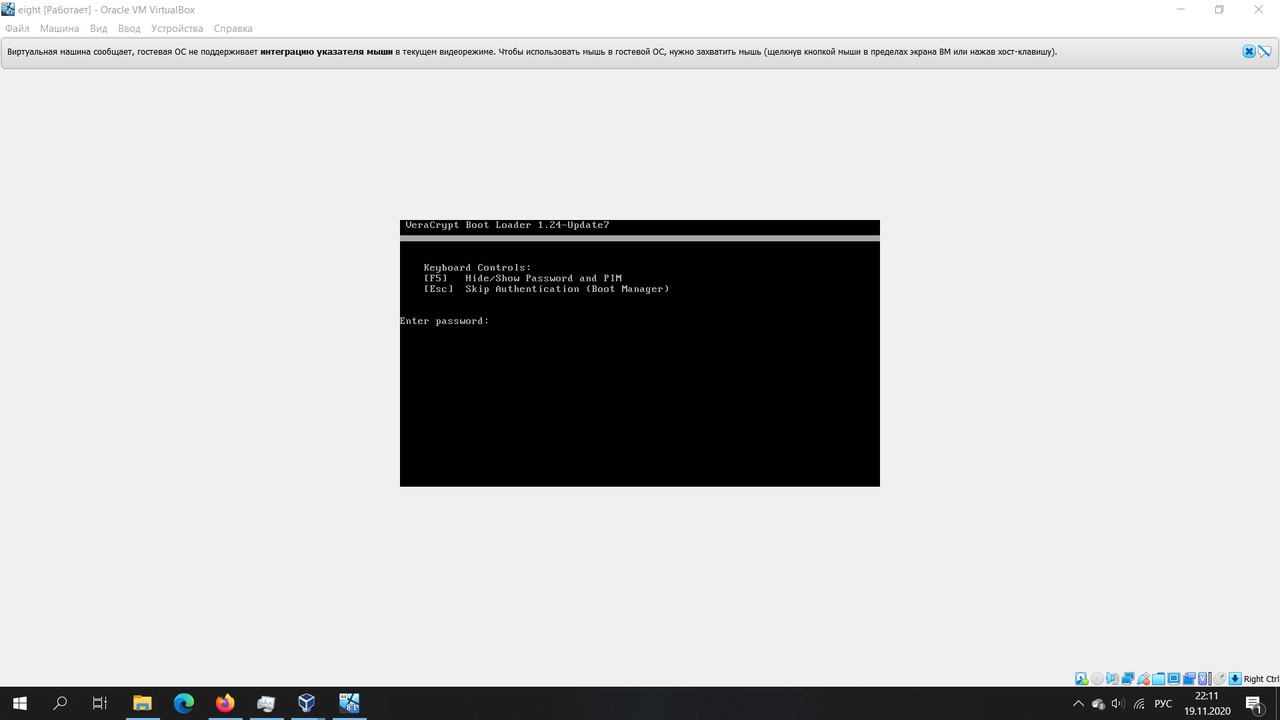 eight [Работает] - Oracle VM VirtualBox
Файл Машина Вид Ввод Устройства Справка
Виртуальная машина сообщает, гостевая ОС не поддерживает интеграцию указателя мыши в текущем видеорежиме. Чтобы использовать мышь в гостевой ОС, нужно захватить мышь (щелкнув кнопкой мыши в пределах экрана ВМ или нажав хост-клавишу).
VeraCrypt Boot Loader 1.24-Update7
Keyboard Controls:
[F5] Hide/Show Password and PIM
[Esc] Skip Authentication (Boot Manager)
Enter password:
Right Ctrl
РУС
22:11
19.11.2020
1